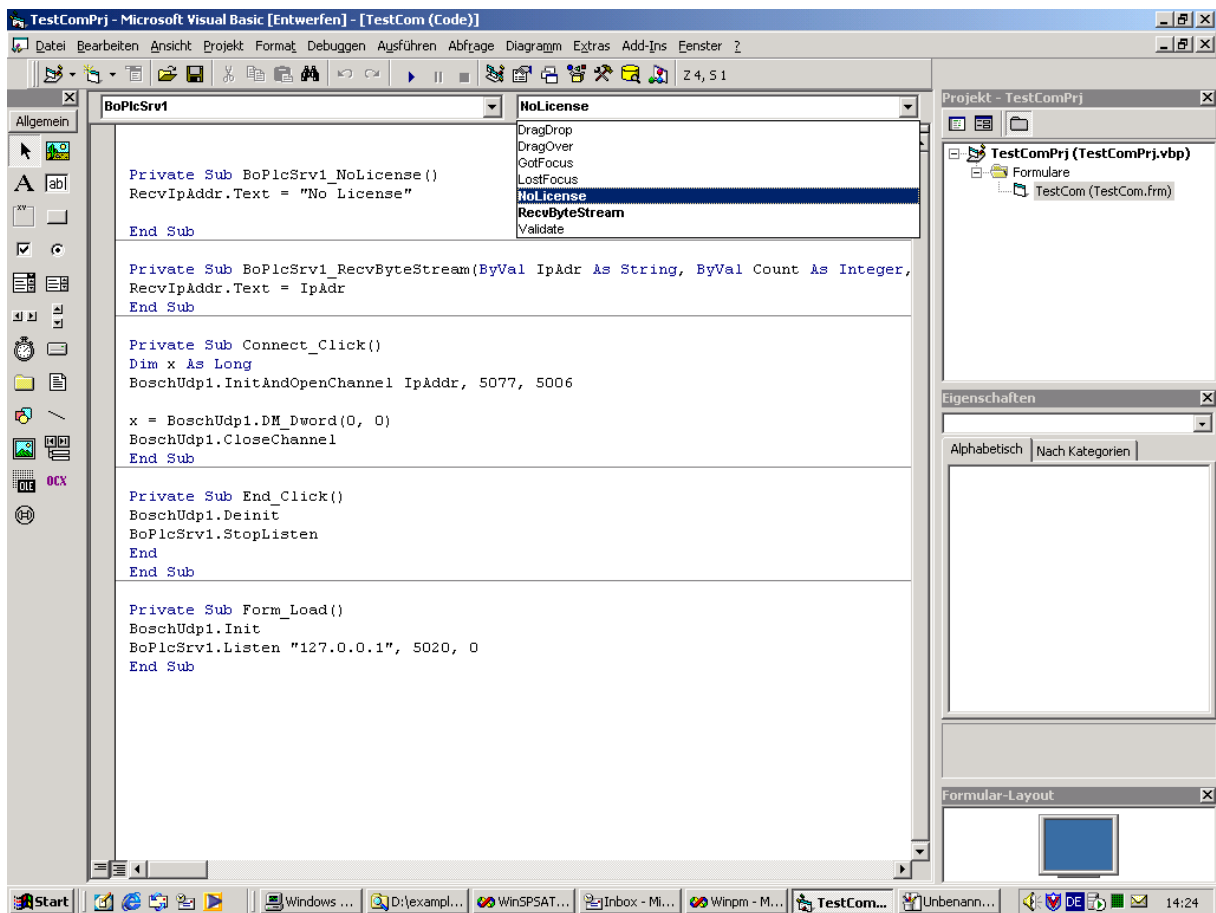 TestComPrj - Microsoft Visual Basic [Entwerfen] - [TestCom (Code)]
Datei Bearbeiten Ansicht Projekt Format Debuggen Ausführen Abfrage Diagramm Extras Add-Ins Fenster ?
Z 4, S 1
Allgemein
A
ab
XY
OLE
OCX
BoPlcSrv1
NoLicense
DragDrop
DragOver
GotFocus
LostFocus
NoLicense
RecvByteStream
Validate
Private Sub BoPlcSrv1_NoLicense()
RecvIpAddr.Text = "No License"
End Sub
Private Sub BoPlcSrv1_RecvByteStream(ByVal IpAdr As String, ByVal Count As Integer,
RecvIpAddr.Text = IpAdr
End Sub
Private Sub Connect_Click()
Dim x As Long
BoschUdp1.InitAndOpenChannel IpAddr, 5077, 5006
x = BoschUdp1.DM_Dword(0, 0)
BoschUdp1.CloseChannel
End Sub
Private Sub End_Click()
BoschUdp1.Deinit
BoPlcSrv1.StopListen
End
End Sub
Private Sub Form_Load()
BoschUdp1.Init
BoPlcSrv1.Listen "127.0.0.1", 5020, 0
End Sub
Projekt - TestComPrj
TestComPrj (TestComPrj.vbp)
Formulare
TestCom (TestCom.frm)
Eigenschaften
Alphabetisch Nach Kategorien
Formular-Layout
Start Windows ... D:\exampl... WinSPSAT... Inbox - Mi... Winpm - M... TestCom... Unbenann... DE 14:24